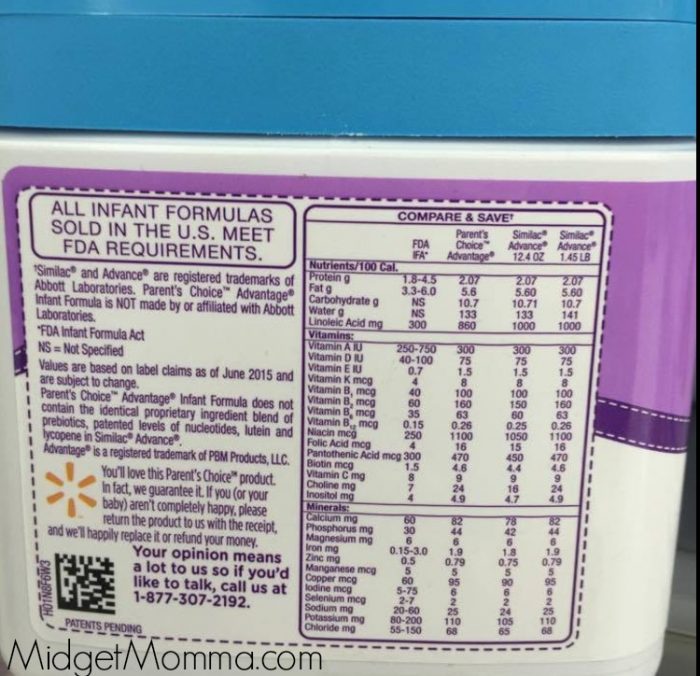 ALL INFANT FORMULAS
SOLD IN THE U.S. MEET
FDA REQUIREMENTS.
†Similac® and Advance® are registered trademarks of
Abbott Laboratories. Parent's Choice™ Advantage®
Infant Formula is NOT made by or affiliated with Abbott
Laboratories.
*FDA Infant Formula Act
NS = Not Specified
Values are based on label claims as of June 2015 and
are subject to change.
Parent's Choice™ Advantage® Infant Formula does not
contain the identical proprietary ingredient blend of
prebiotics, patented levels of nucleotides, lutein and
lycopene in Similac® Advance®.
Advantage® is a registered trademark of PBM Products, LLC.
You'll love this Parent's Choice™ product.
In fact, we guarantee it. If you (or your
baby) aren't completely happy, please
return the product to us with the receipt,
and we'll happily replace it or refund your money.
Your opinion means
a lot to us so if you'd
like to talk, call us at
1-877-307-2192.
H01N8F6W3
PATENTS PENDING
COMPARE & SAVE†
Parent's Similac® Similac®
FDA Choice™ Advance® Advance®
IFA* Advantage® 12.4 OZ 1.45 LB
Nutrients/100 Cal.
Protein g 1.8-4.5 2.07 2.07 2.07
Fat g 3.3-6.0 5.6 5.60 5.60
Carbohydrate g NS 10.7 10.71 10.7
Water g NS 133 133 141
Linoleic Acid mg 300 860 1000 1000
Vitamins:
Vitamin A IU 250-750 300 300 300
Vitamin D IU 40-100 75 75 75
Vitamin E IU 0.7 1.5 1.5 1.5
Vitamin K mcg 4 8 8 8
Vitamin B₁ mcg 40 100 100 100
Vitamin B₂ mcg 60 160 150 160
Vitamin B₆ mcg 35 63 60 63
Vitamin B₁₂ mcg 0.15 0.26 0.25 0.26
Niacin mcg 250 1100 1050 1100
Folic Acid mcg 4 16 15 16
Pantothenic Acid mcg 300 470 450 470
Biotin mcg 1.5 4.6 4.4 4.6
Vitamin C mg 8 9 9 9
Choline mg 7 24 16 24
Inositol mg 4 4.9 4.7 4.9
Minerals:
Calcium mg 60 82 78 82
Phosphorus mg 30 44 42 44
Magnesium mg 6 6 6 6
Iron mg 0.15-3.0 1.9 1.8 1.9
Zinc mg 0.5 0.79 0.75 0.79
Manganese mcg 5 5 5 5
Copper mcg 60 95 90 95
Iodine mcg 5-75 6 6 6
Selenium mcg 2-7 2 2 2
Sodium mg 20-60 25 24 25
Potassium mg 80-200 110 105 110
Chloride mg 55-150 68 65 68
MidgetMomma.com